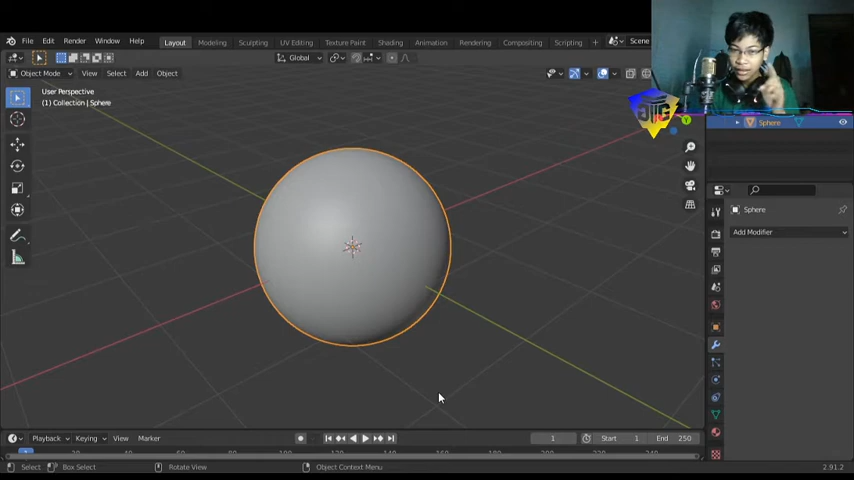 File Edit Render Window Help Layout Modeling Sculpting UV Editing Texture Paint Shading Animation Rendering Compositing Scripting + Scene
Global
Object Mode View Select Add Object
User Perspective
(1) Collection | Sphere
Y
Sphere
Sphere
Add Modifier
Playback Keying View Marker 1 Start 1 End 250
1
Select Box Select Rotate View Object Context Menu 2.91.2